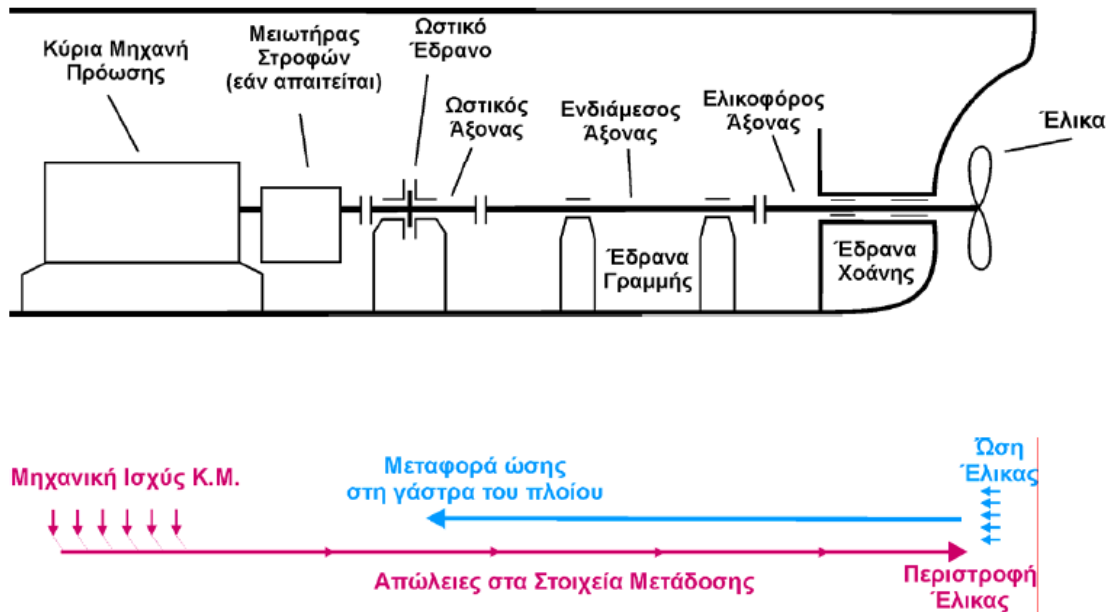 Κύρια Μηχανή
Πρόωσης
Μειωτήρας
Στροφών
(εάν απαιτείται)
Ωστικό
Έδρανο
Ωστικός
Άξονας
Ενδιάμεσος
Άξονας
Ελικοφόρος
Άξονας
Έλικα
Έδρανα
Γραμμής
Έδρανα
Χοάνης
Μηχανική Ισχύς Κ.Μ.
Μεταφορά ώσης
στη γάστρα του πλοίου
Ώση
Έλικας
Απώλειες στα Στοιχεία Μετάδοσης
Περιστροφή
Έλικας